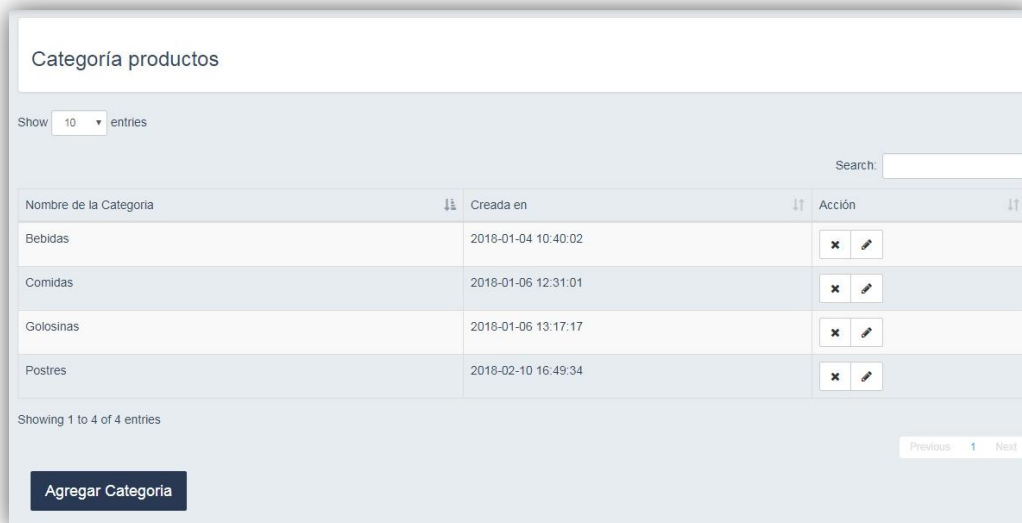 Categoría productos
Show 10 entries
Search:
Nombre de la Categoria Creada en Acción
Bebidas 2018-01-04 10:40:02
Comidas 2018-01-06 12:31:01
Golosinas 2018-01-06 13:17:17
Postres 2018-02-10 16:49:34
Showing 1 to 4 of 4 entries
Previous 1 Next
Agregar Categoria